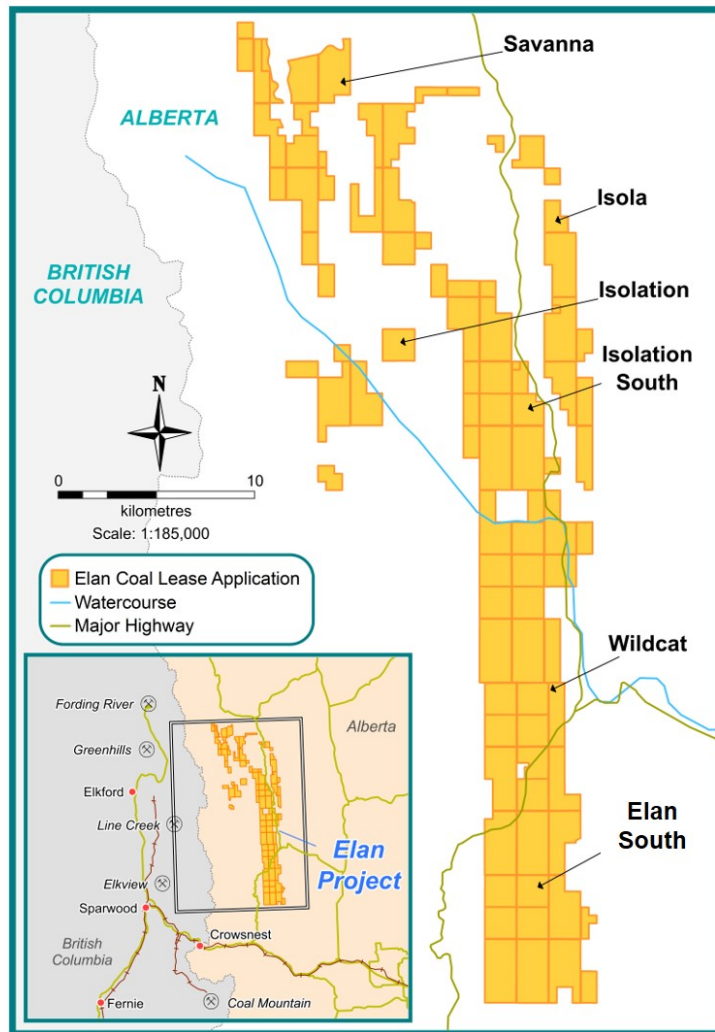 Savanna
ALBERTA
Isola
BRITISH
COLUMBIA
Isolation
Isolation
South
N
0
10
kilometres
Scale: 1:185,000
Elan Coal Lease Application
Watercourse
Major Highway
Wildcat
Elan
South
Fording River
Alberta
Greenhills
Elkford
Line Creek
Elan
Project
Elkview
Sparwood
Crowsnest
British
Columbia
Coal Mountain
Fernie